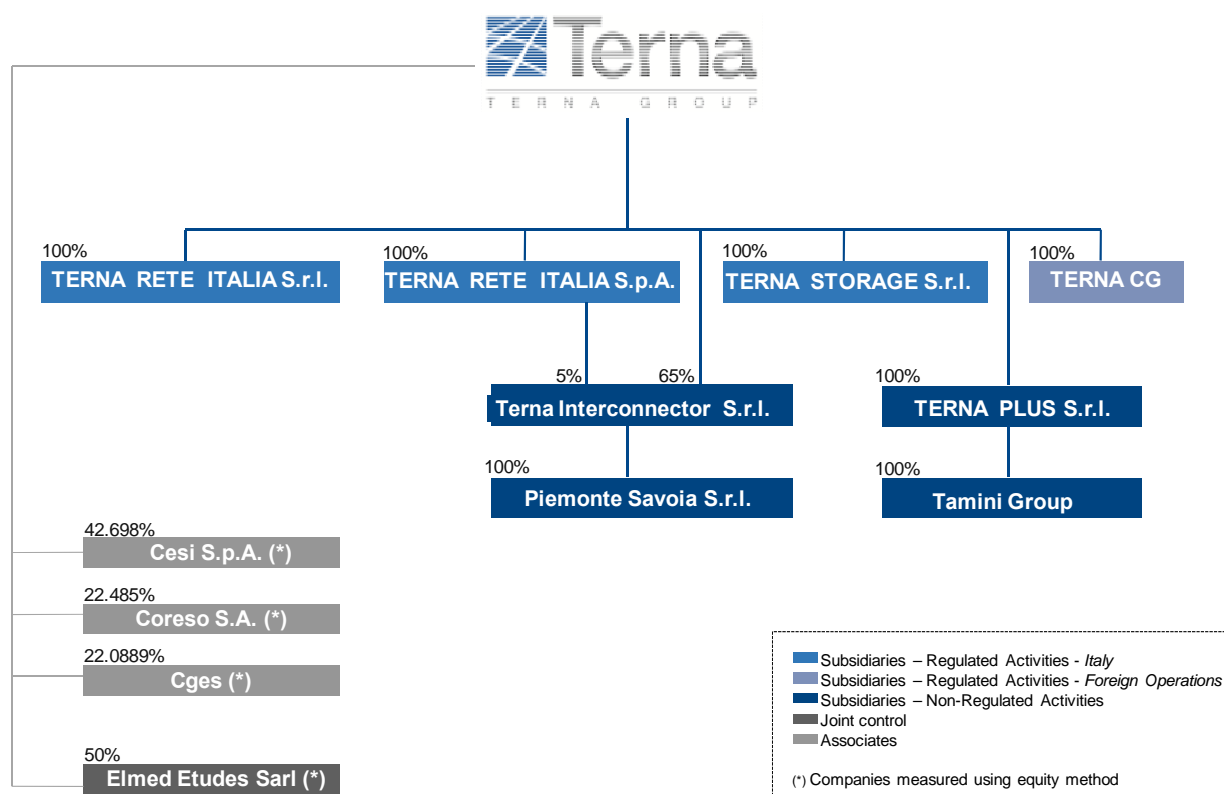 Terna
TERNA GROUP
100%
TERNA RETE ITALIA S.r.l.
100%
TERNA RETE ITALIA S.p.A.
100%
TERNA STORAGE S.r.l.
100%
TERNA CG
5%
65%
Terna Interconnector S.r.l.
100%
TERNA PLUS S.r.l.
100%
Piemonte Savoia S.r.l.
100%
Tamini Group
42.698%
Cesi S.p.A. (*)
22.485%
Coreso S.A. (*)
22.0889%
Cges (*)
50%
Elmed Etudes Sarl (*)
Subsidiaries – Regulated Activities - Italy
Subsidiaries – Regulated Activities - Foreign Operations
Subsidiaries – Non-Regulated Activities
Joint control
Associates
(*) Companies measured using equity method